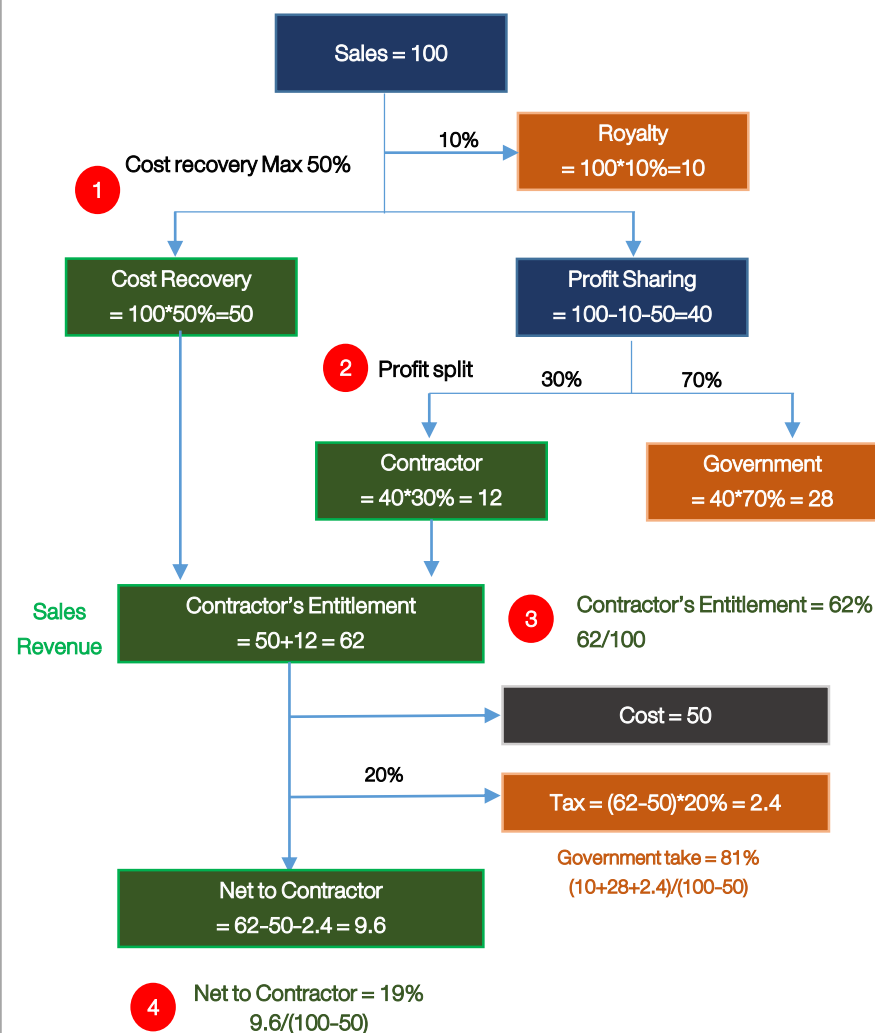 Sales = 100
10%
Royalty
= 100*10%=10
Cost recovery Max 50%
1
Cost Recovery
= 100*50%=50
Profit Sharing
= 100-10-50=40
2
Profit split
30%
70%
Contractor
= 40*30% = 12
Government
= 40*70% = 28
Sales
Revenue
Contractor's Entitlement
= 50+12 = 62
3
Contractor's Entitlement = 62%
62/100
Cost = 50
20%
Tax = (62-50)*20% = 2.4
Government take = 81%
(10+28+2.4)/(100-50)
Net to Contractor
= 62-50-2.4 = 9.6
4
Net to Contractor = 19%
9.6/(100-50)